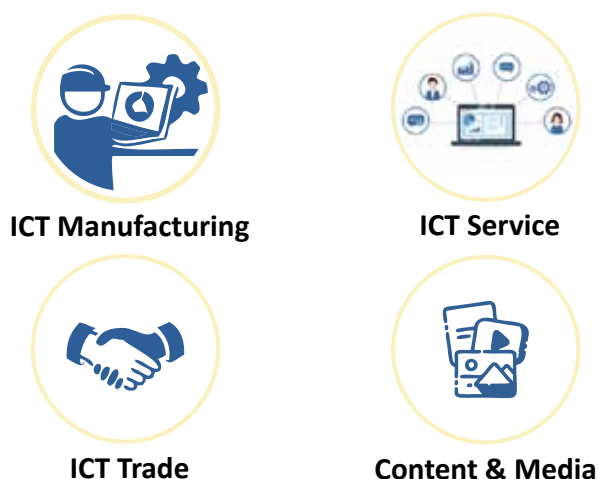 ICT Manufacturing
ICT Service
ICT Trade
Content & Media